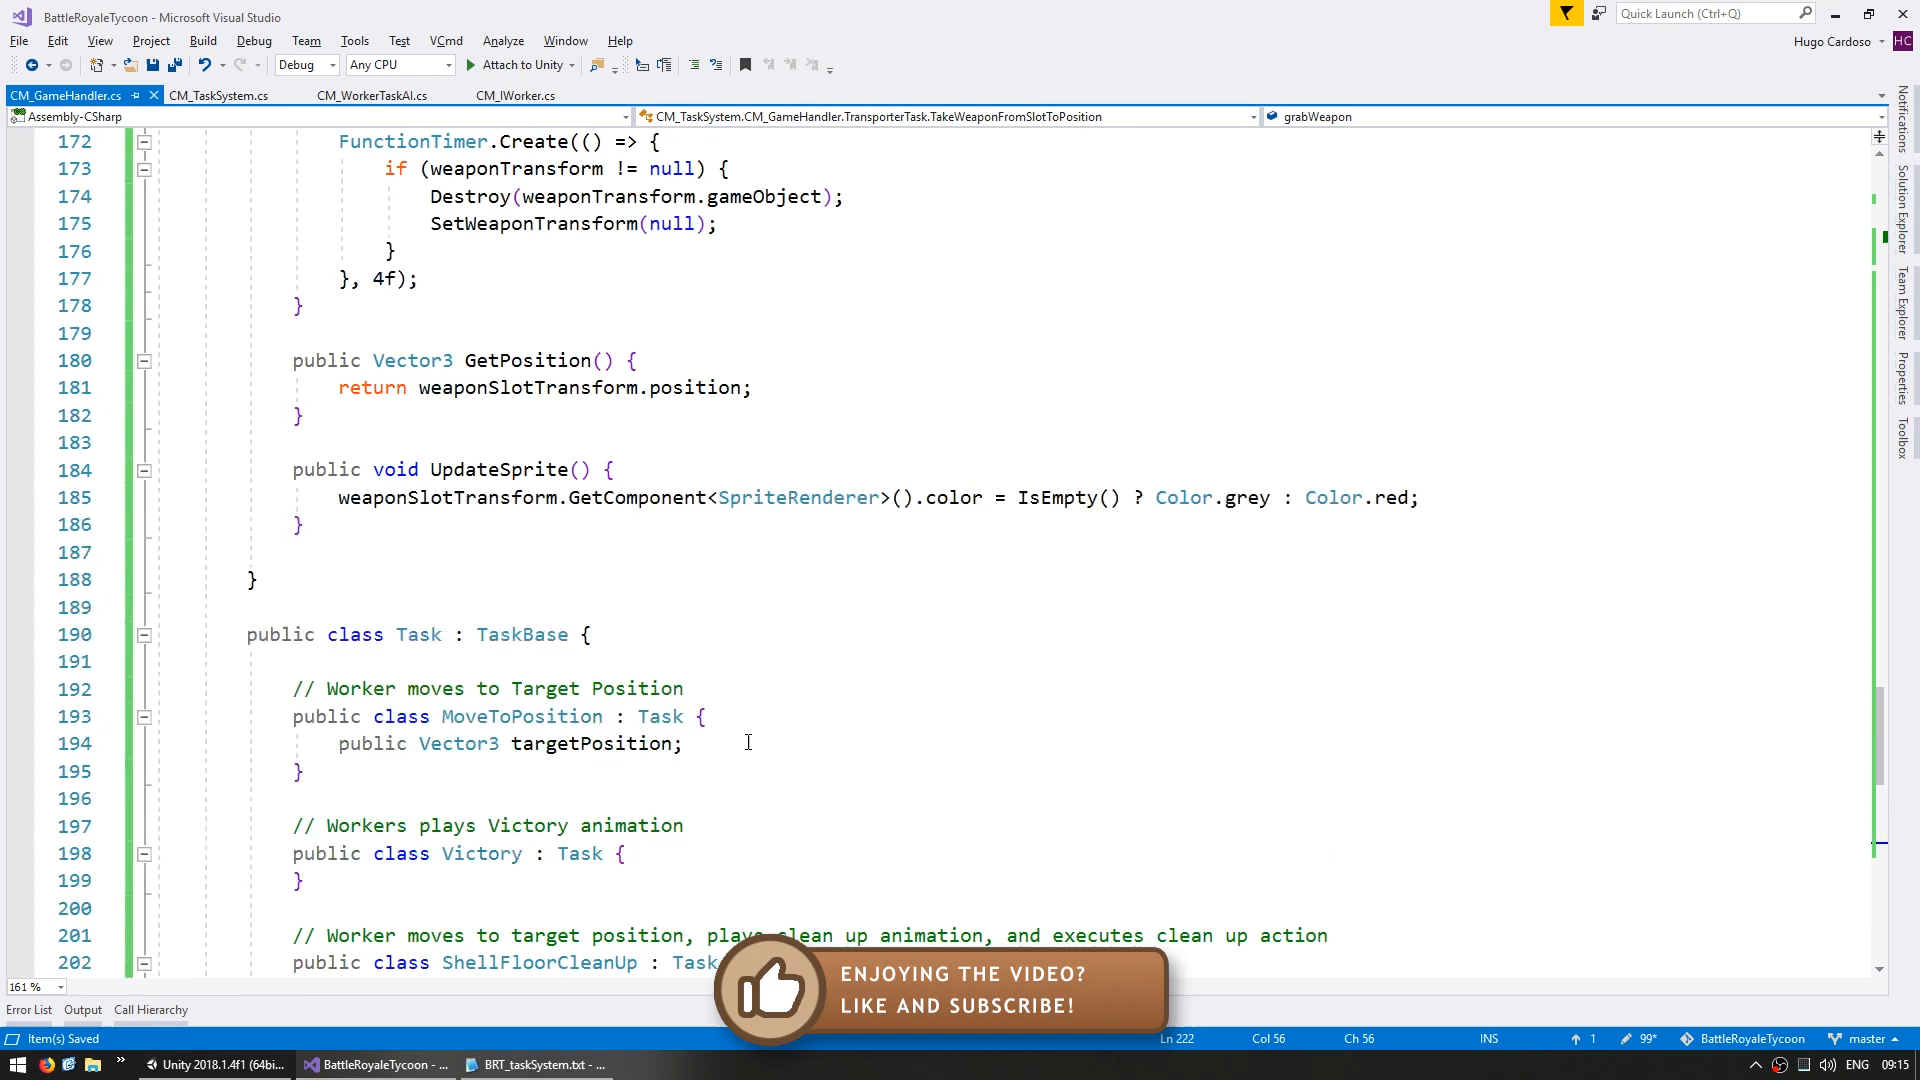 BattleRoyaleTycoon - Microsoft Visual Studio
Quick Launch (Ctrl+Q)
File Edit View Project Build Debug Team Tools Test VCmd Analyze Window Help
Hugo Cardoso HC
Debug Any CPU Attach to Unity
CM_GameHandler.cs CM_TaskSystem.cs CM_WorkerTaskAI.cs CM_IWorker.cs
Assembly-CSharp CM_TaskSystem.CM_GameHandler.TransporterTask.TakeWeaponFromSlotToPosition grabWeapon
172 FunctionTimer.Create(() => {
173 if (weaponTransform != null) {
174 Destroy(weaponTransform.gameObject);
175 SetWeaponTransform(null);
176 }
177 }, 4f);
178 }
179
180 public Vector3 GetPosition() {
181 return weaponSlotTransform.position;
182 }
183
184 public void UpdateSprite() {
185 weaponSlotTransform.GetComponent<SpriteRenderer>().color = IsEmpty() ? Color.grey : Color.red;
186 }
187
188 }
189
190 public class Task : TaskBase {
191
192 // Worker moves to Target Position
193 public class MoveToPosition : Task {
194 public Vector3 targetPosition;
195 }
196
197 // Workers plays Victory animation
198 public class Victory : Task {
199 }
200
201 // Worker moves to target position, plays clean up animation, and executes clean up action
202 public class ShellFloorCleanUp : Task
Notifications
Solution Explorer
Team Explorer
Properties
Toolbox
ENJOYING THE VIDEO?
LIKE AND SUBSCRIBE!
161 %
Error List Output Call Hierarchy
Item(s) Saved Ln 222 Col 56 Ch 56 INS 1 99* BattleRoyaleTycoon master
Unity 2018.1.4f1 (64bi... BattleRoyaleTycoon - ... BRT_taskSystem.txt - ... ENG 09:15